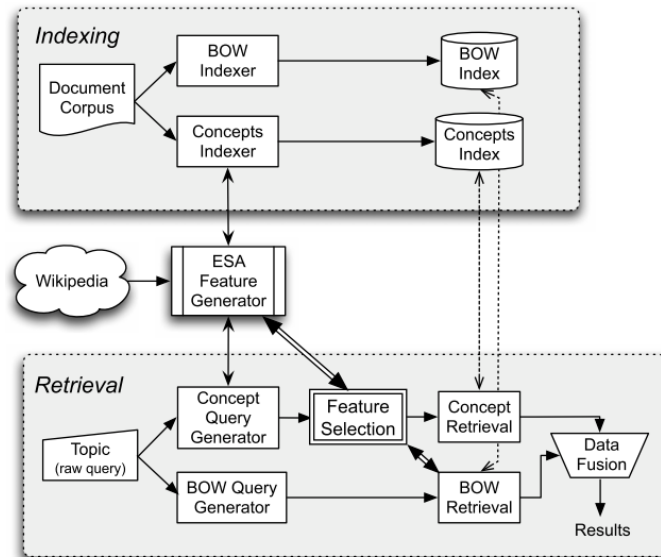 Indexing
BOW
Indexer
BOW
Index
Document
Corpus
Concepts
Indexer
Concepts
Index
Wikipedia
ESA
Feature
Generator
Retrieval
Concept
Query
Generator
Feature
Selection
Concept
Retrieval
Topic
(raw query)
Data
Fusion
BOW Query
Generator
BOW
Retrieval
Results